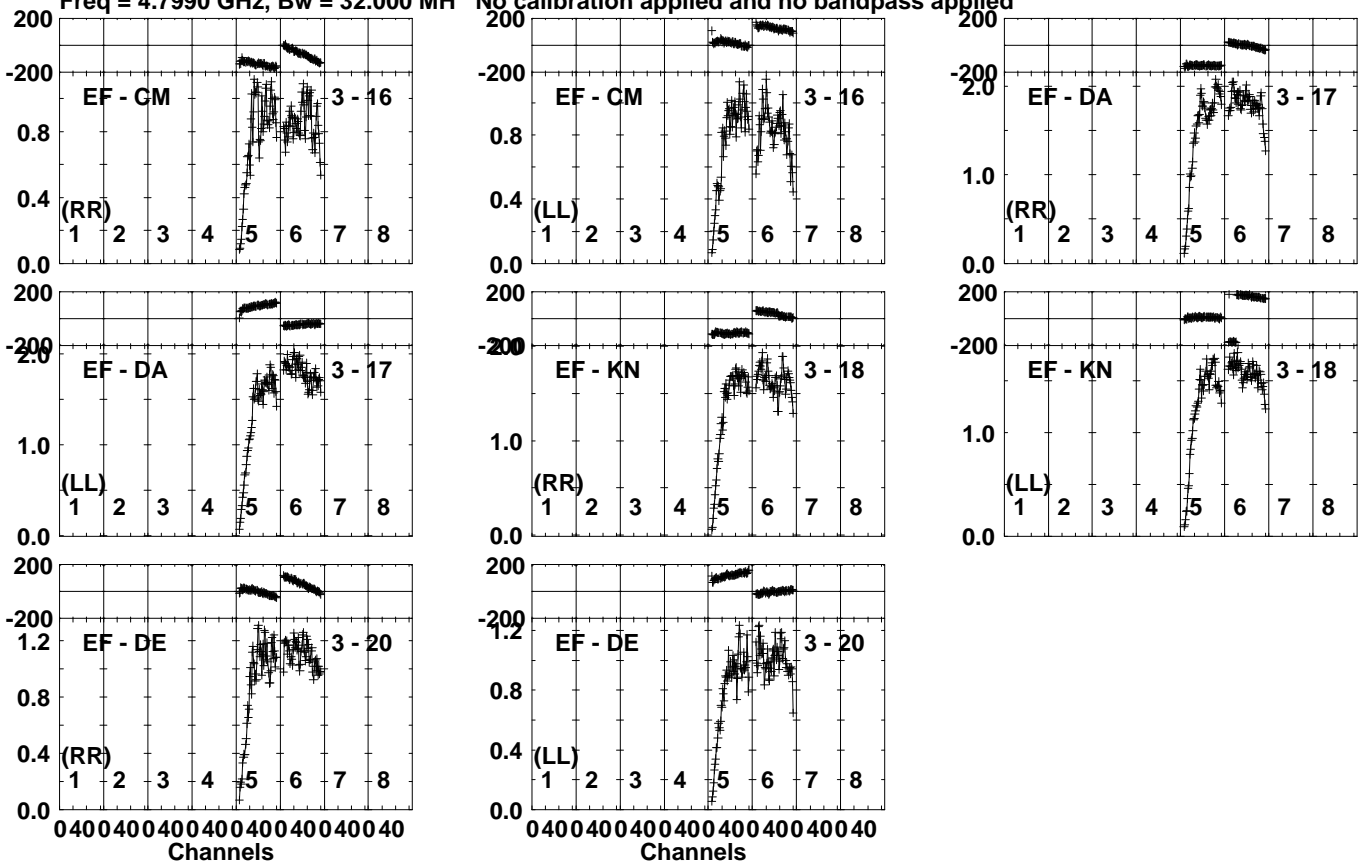 Freq = 4.7990 GHz, Bw = 32.000 MH No calibration applied and no bandpass applied
200 200 200
-200 -200 -200
EF - CM 3 - 16 EF - CM 3 - 16 2.0 EF - DA 3 - 17
0.8 0.8
1.0
0.4 0.4
(RR) (LL) (RR)
1 2 3 4 5 6 7 8 1 2 3 4 5 6 7 8 1 2 3 4 5 6 7 8
0.0 0.0 0.0
200 200 200
-200 -200 -200
2.0 EF - DA 3 - 17 2.0 EF - KN 3 - 18 EF - KN 3 - 18
1.0 1.0 1.0
(LL) (RR) (LL)
1 2 3 4 5 6 7 8 1 2 3 4 5 6 7 8 1 2 3 4 5 6 7 8
0.0 0.0 0.0
200 200
-200 -200
1.2 EF - DE 3 - 20 1.2 EF - DE 3 - 20
0.8 0.8
0.4 0.4
(RR) (LL)
1 2 3 4 5 6 7 8 1 2 3 4 5 6 7 8
0.0 0.0
0 40 0 40 0 40 0 40 0 40 0 40 0 40 0 40 0 40 0 40 0 40 0 40 0 40 0 40 0 40 0 40
Channels Channels